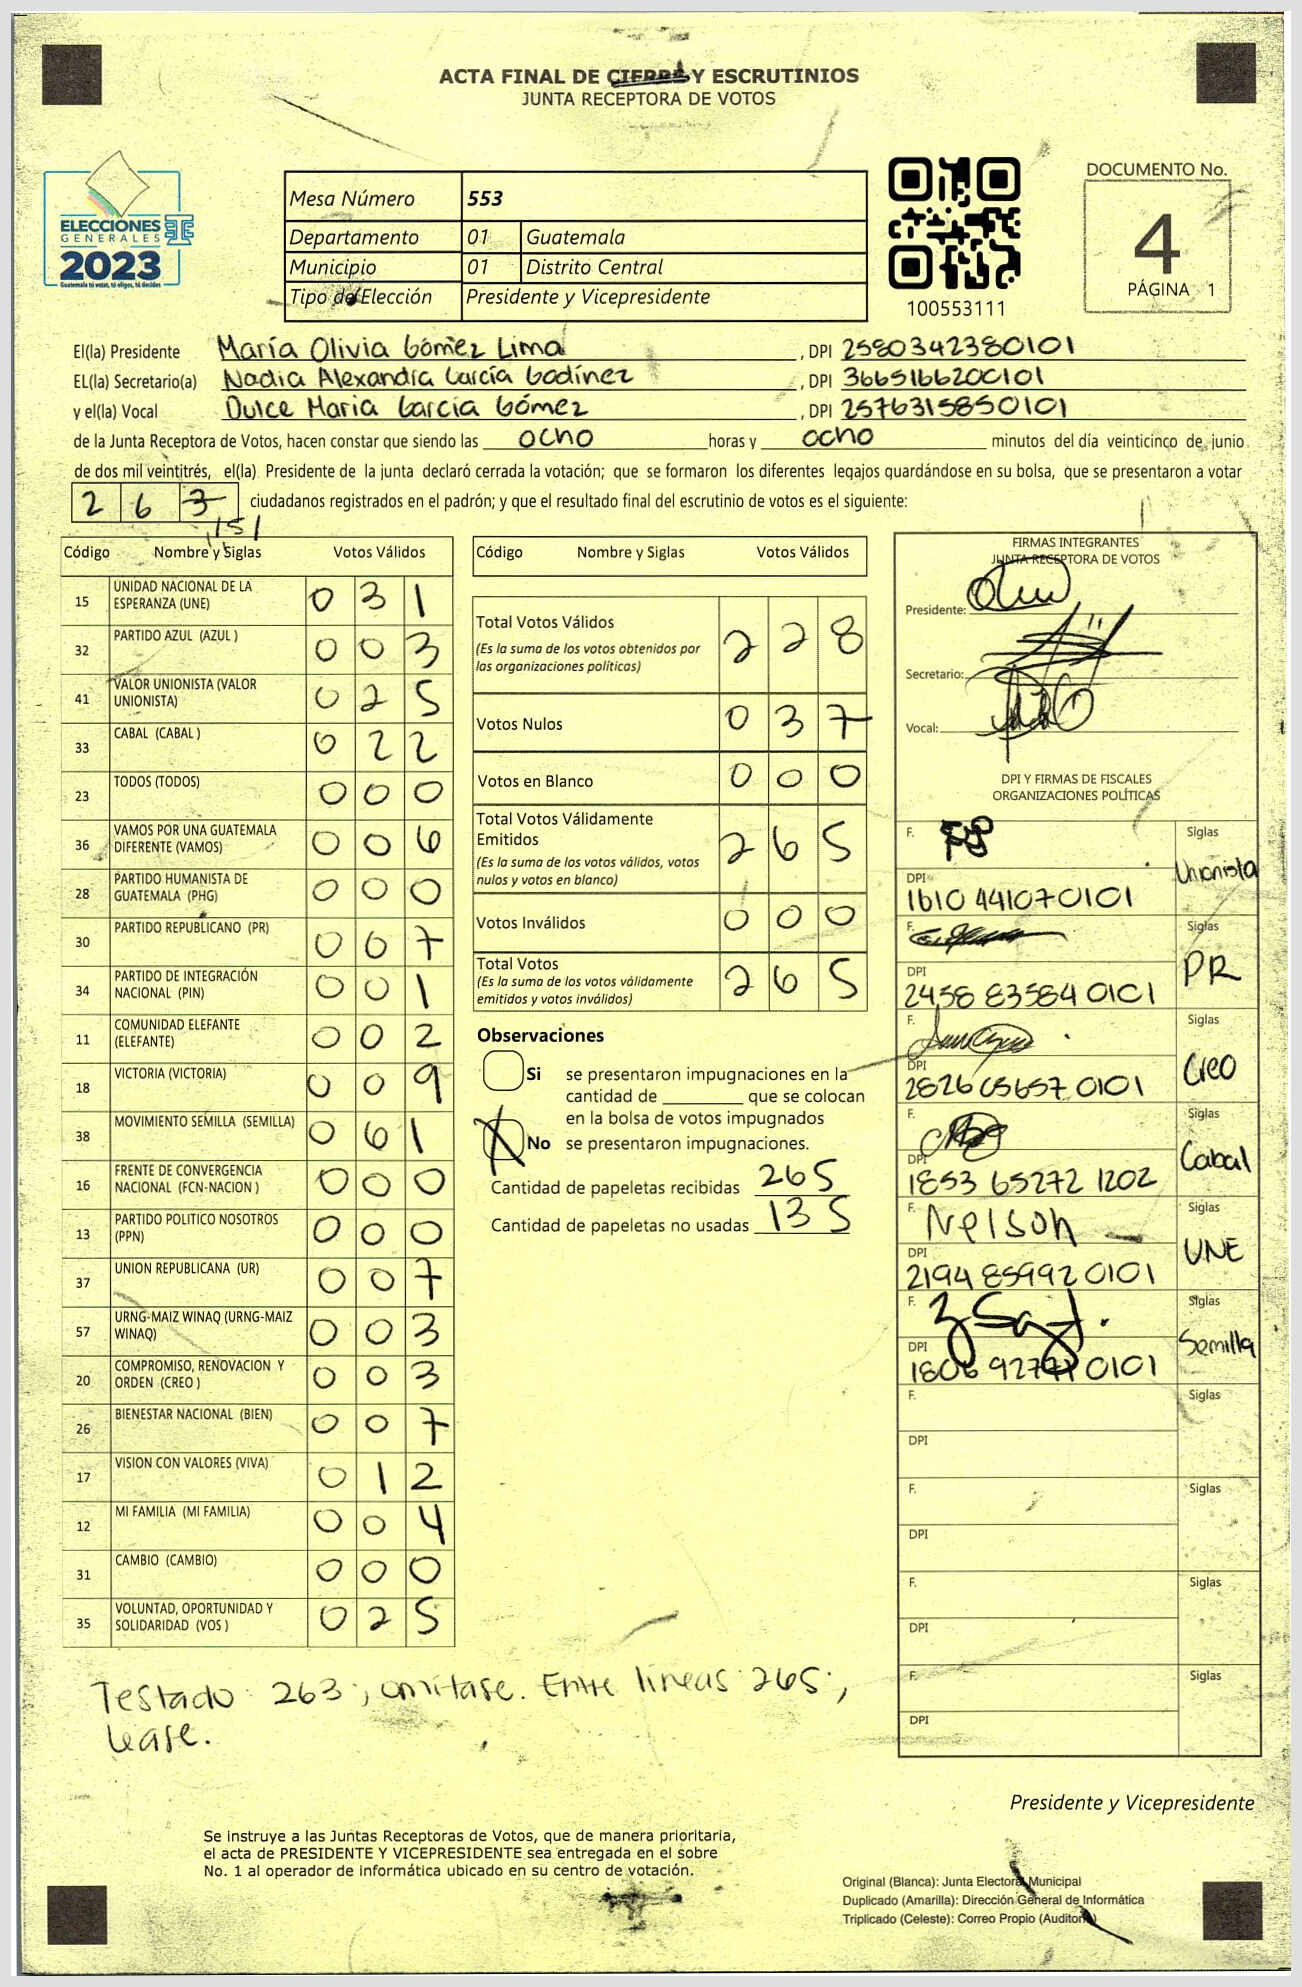 ACTA FINAL DE CIERRE Y ESCRUTINIOS
JUNTA RECEPTORA DE VOTOS
ELECCIONES
GENERALES
2023
Guatemala tú votas, tú eliges, tú decides
Mesa Número 553
Departamento 01 Guatemala
Municipio 01 Distrito Central
Tipo de Elección Presidente y Vicepresidente
100553111
DOCUMENTO No.
4
PÁGINA 1
El(la) Presidente María Olivia Gómez Lima , DPI 2580342380101
EL(la) Secretario(a) Nadia Alexandra García Godínez , DPI 3665166200101
y el(la) Vocal Dulce María García Gómez , DPI 2576315850101
de la Junta Receptora de Votos, hacen constar que siendo las ocho horas y ocho minutos del día veinticinco de junio
de dos mil veintitrés, el(la) Presidente de la junta declaró cerrada la votación; que se formaron los diferentes legajos guardándose en su bolsa, que se presentaron a votar
2 6 3 ciudadanos registrados en el padrón; y que el resultado final del escrutinio de votos es el siguiente:
Código Nombre y Siglas Votos Válidos
15 UNIDAD NACIONAL DE LA ESPERANZA (UNE) 0 3 1
32 PARTIDO AZUL (AZUL ) 0 0 3
41 VALOR UNIONISTA (VALOR UNIONISTA) 0 2 5
33 CABAL (CABAL ) 0 2 2
23 TODOS (TODOS) 0 0 0
36 VAMOS POR UNA GUATEMALA DIFERENTE (VAMOS) 0 0 6
28 PARTIDO HUMANISTA DE GUATEMALA (PHG) 0 0 0
30 PARTIDO REPUBLICANO (PR) 0 0 7
34 PARTIDO DE INTEGRACIÓN NACIONAL (PIN) 0 0 1
11 COMUNIDAD ELEFANTE (ELEFANTE) 0 0 2
18 VICTORIA (VICTORIA) 0 0 9
38 MOVIMIENTO SEMILLA (SEMILLA) 0 6 1
16 FRENTE DE CONVERGENCIA NACIONAL (FCN-NACION ) 0 0 0
13 PARTIDO POLITICO NOSOTROS (PPN) 0 0 0
37 UNION REPUBLICANA (UR) 0 0 7
57 URNG-MAIZ WINAQ (URNG-MAIZ WINAQ) 0 0 3
20 COMPROMISO, RENOVACION Y ORDEN (CREO ) 0 0 3
26 BIENESTAR NACIONAL (BIEN) 0 0 7
17 VISION CON VALORES (VIVA) 0 1 2
12 MI FAMILIA (MI FAMILIA) 0 0 4
31 CAMBIO (CAMBIO) 0 0 0
35 VOLUNTAD, OPORTUNIDAD Y SOLIDARIDAD (VOS ) 0 2 5
Testado: 263; omitase. Entre líneas: 265;
lease.
Código Nombre y Siglas Votos Válidos
Total Votos Válidos 2 2 8
(Es la suma de los votos obtenidos por
las organizaciones políticas)
Votos Nulos 0 3 7
Votos en Blanco 0 0 0
Total Votos Válidamente
Emitidos 2 6 5
(Es la suma de los votos válidos, votos
nulos y votos en blanco)
Votos Inválidos 0 0 0
Total Votos 2 6 5
(Es la suma de los votos válidamente
emitidos y votos inválidos)
Observaciones
Si se presentaron impugnaciones en la
cantidad de ________ que se colocan
en la bolsa de votos impugnados
X No se presentaron impugnaciones.
Cantidad de papeletas recibidas 265
Cantidad de papeletas no usadas 135
FIRMAS INTEGRANTES
JUNTA RECEPTORA DE VOTOS
Presidente:
Secretario:
Vocal:
DPI Y FIRMAS DE FISCALES
ORGANIZACIONES POLÍTICAS
F. Siglas Unionista
DPI 1610 441070101
F. Siglas PR
DPI 2458 83584 0101
F. Siglas Creo
DPI 2826 65657 0101
F. Siglas Cabal
DPI 1853 65272 1202
F. Nelson Siglas UNE
DPI 2194 85992 0101
F. Siglas Semilla
DPI 1806 92771 0101
F. Siglas
DPI
F. Siglas
DPI
F. Siglas
DPI
F. Siglas
DPI
Presidente y Vicepresidente
Se instruye a las Juntas Receptoras de Votos, que de manera prioritaria,
el acta de PRESIDENTE Y VICEPRESIDENTE sea entregada en el sobre
No. 1 al operador de informática ubicado en su centro de votación.
Original (Blanca): Junta Electoral Municipal
Duplicado (Amarilla): Dirección General de Informática
Triplicado (Celeste): Correo Propio (Auditoría)